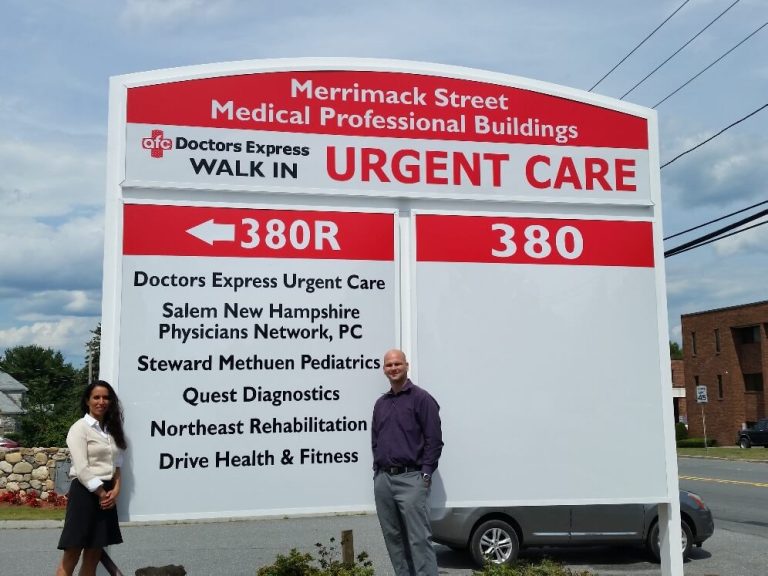 Merrimack Street
Medical Professional Buildings
afc Doctors Express
WALK IN
URGENT CARE
380R
Doctors Express Urgent Care
Salem New Hampshire
Physicians Network, PC
Steward Methuen Pediatrics
Quest Diagnostics
Northeast Rehabilitation
Drive Health & Fitness
380